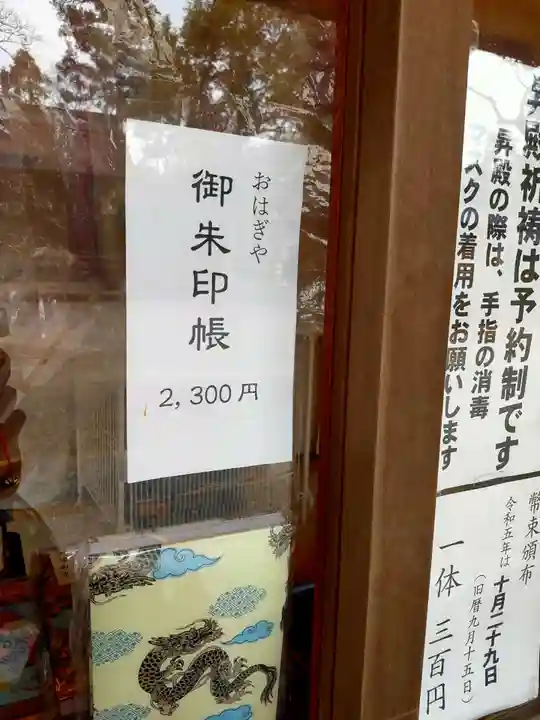 昇殿祈祷は予約制です
昇殿の際は、手指の消毒
マスクの着用をお願いします
おはぎや
御朱印帳
2,300円
幣束頒布
令和五年は 十月二十九日
(旧暦九月十五日)
一体 三百円